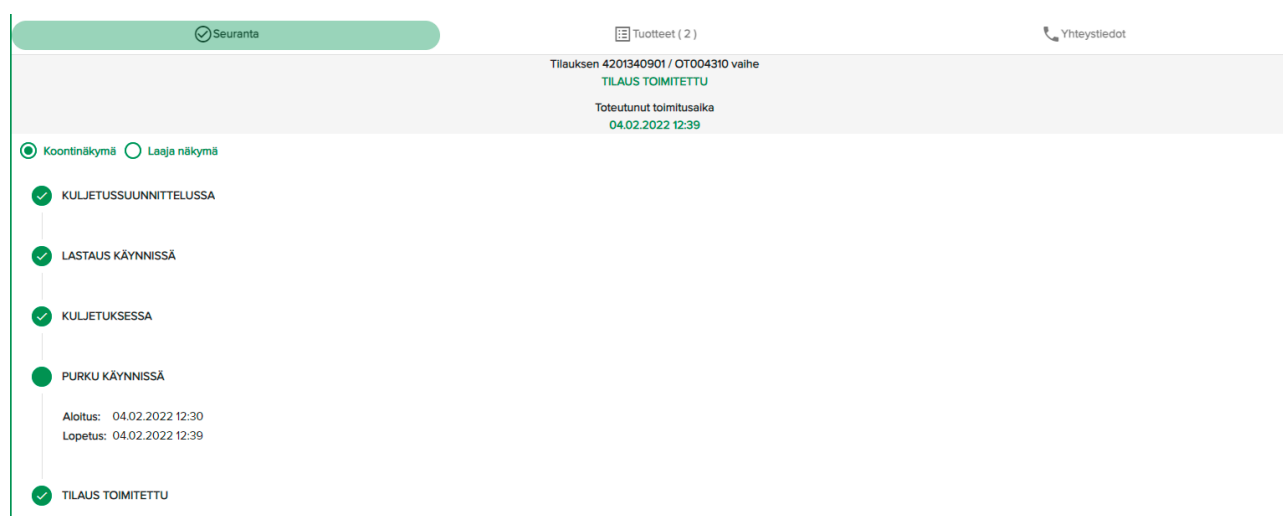 Seuranta
Tuotteet ( 2 )
Yhteystiedot
Tilauksen 4201340901 / OT004310 vaihe
TILAUS TOIMITETTU
Toteutunut toimitusaika
04.02.2022 12:39
Koontinäkymä Laaja näkymä
KULJETUSSUUNNITTELUSSA
LASTAUS KÄYNNISSÄ
KULJETUKSESSA
PURKU KÄYNNISSÄ
Aloitus: 04.02.2022 12:30
Lopetus: 04.02.2022 12:39
TILAUS TOIMITETTU